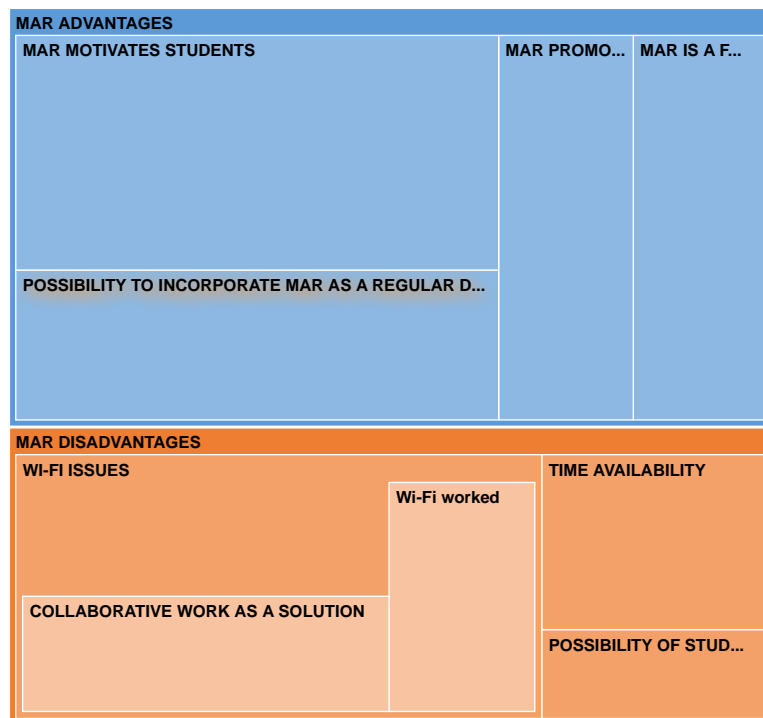 MAR ADVANTAGES
MAR MOTIVATES STUDENTS
MAR PROMO...
MAR IS A F...
POSSIBILITY TO INCORPORATE MAR AS A REGULAR D...
MAR DISADVANTAGES
WI-FI ISSUES
TIME AVAILABILITY
Wi-Fi worked
COLLABORATIVE WORK AS A SOLUTION
POSSIBILITY OF STUD...